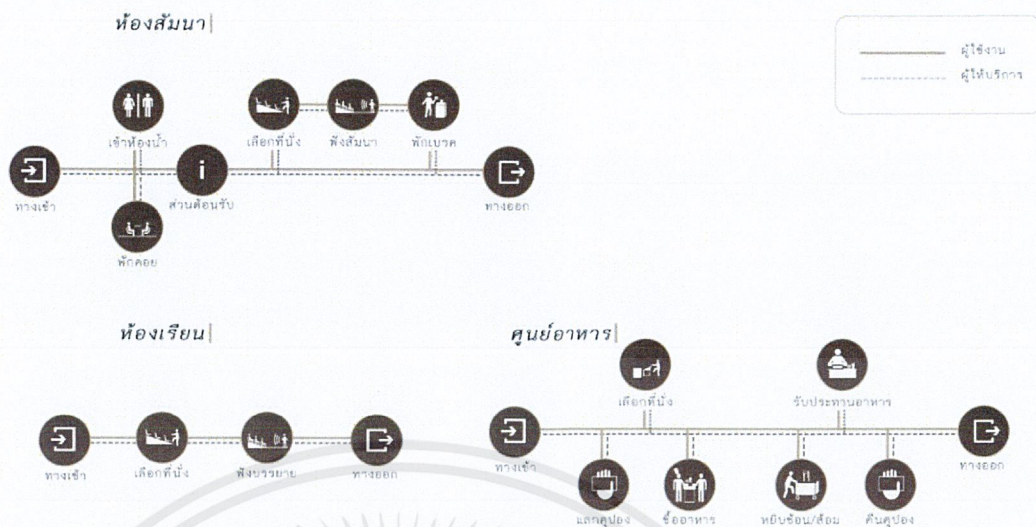 ห้องสัมนา|
ผู้ใช้งาน
ผู้ให้บริการ
เข้าห้องน้ำ
เลือกที่นั่ง
ฟังสัมนา
พักเบรค
i
ทางเข้า
ส่วนต้อนรับ
ทางออก
พักคอย
ห้องเรียน|
ศูนย์อาหาร|
เลือกที่นั่ง
รับประทานอาหาร
ทางเข้า
เลือกที่นั่ง
ฟังบรรยาย
ทางออก
ทางเข้า
ทางออก
แลกคูปอง
ซื้ออาหาร
หยิบช้อน/ส้อม
คืนคูปอง